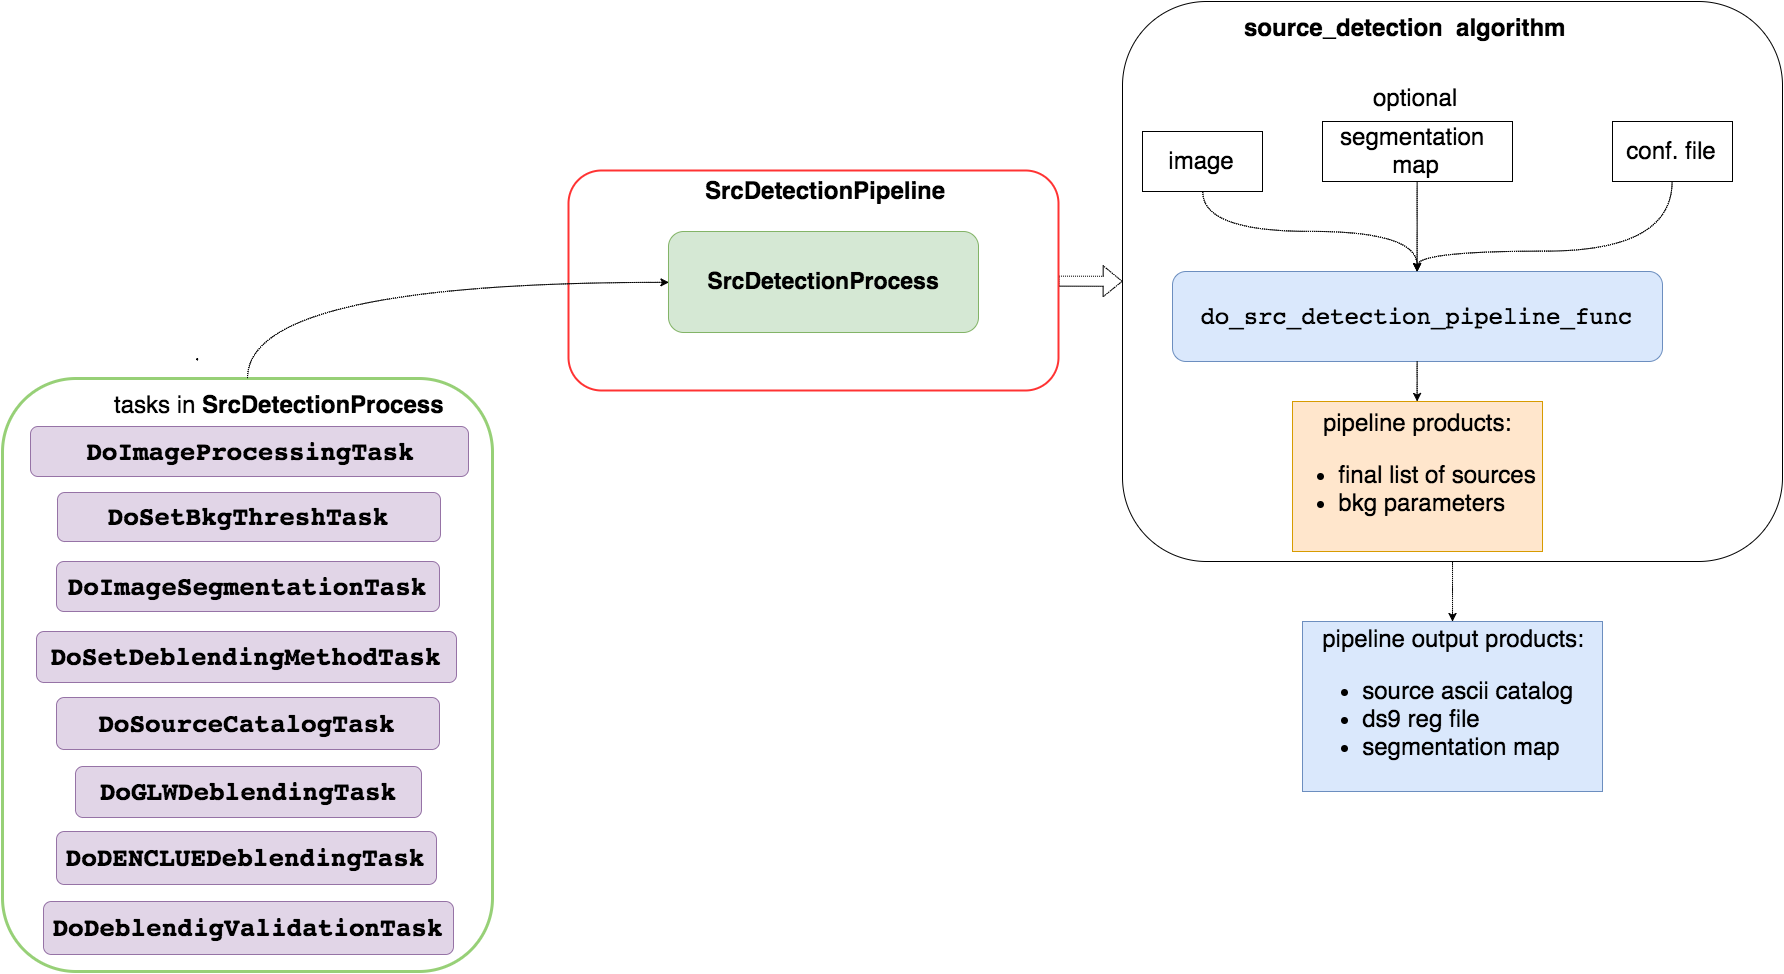 source_detection algorithm
optional
image
segmentation
map
conf. file
SrcDetectionPipeline
SrcDetectionProcess
do_src_detection_pipeline_func
pipeline products:
• final list of sources
• bkg parameters
pipeline output products:
• source ascii catalog
• ds9 reg file
• segmentation map
tasks in SrcDetectionProcess
DoImageProcessingTask
DoSetBkgThreshTask
DoImageSegmentationTask
DoSetDeblendingMethodTask
DoSourceCatalogTask
DoGLWDeblendingTask
DoDENCLUEDeblendingTask
DoDeblendigValidationTask